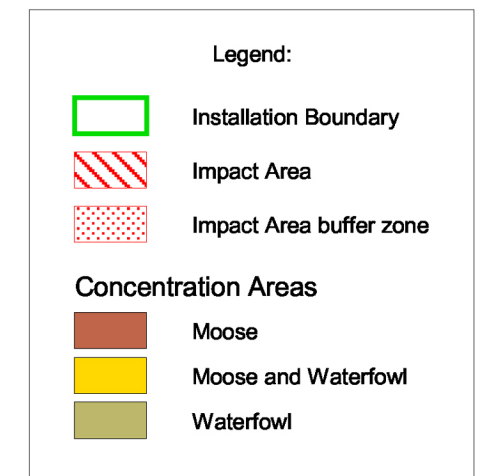 Legend:
Installation Boundary
Impact Area
Impact Area buffer zone
Concentration Areas
Moose
Moose and Waterfowl
Waterfowl